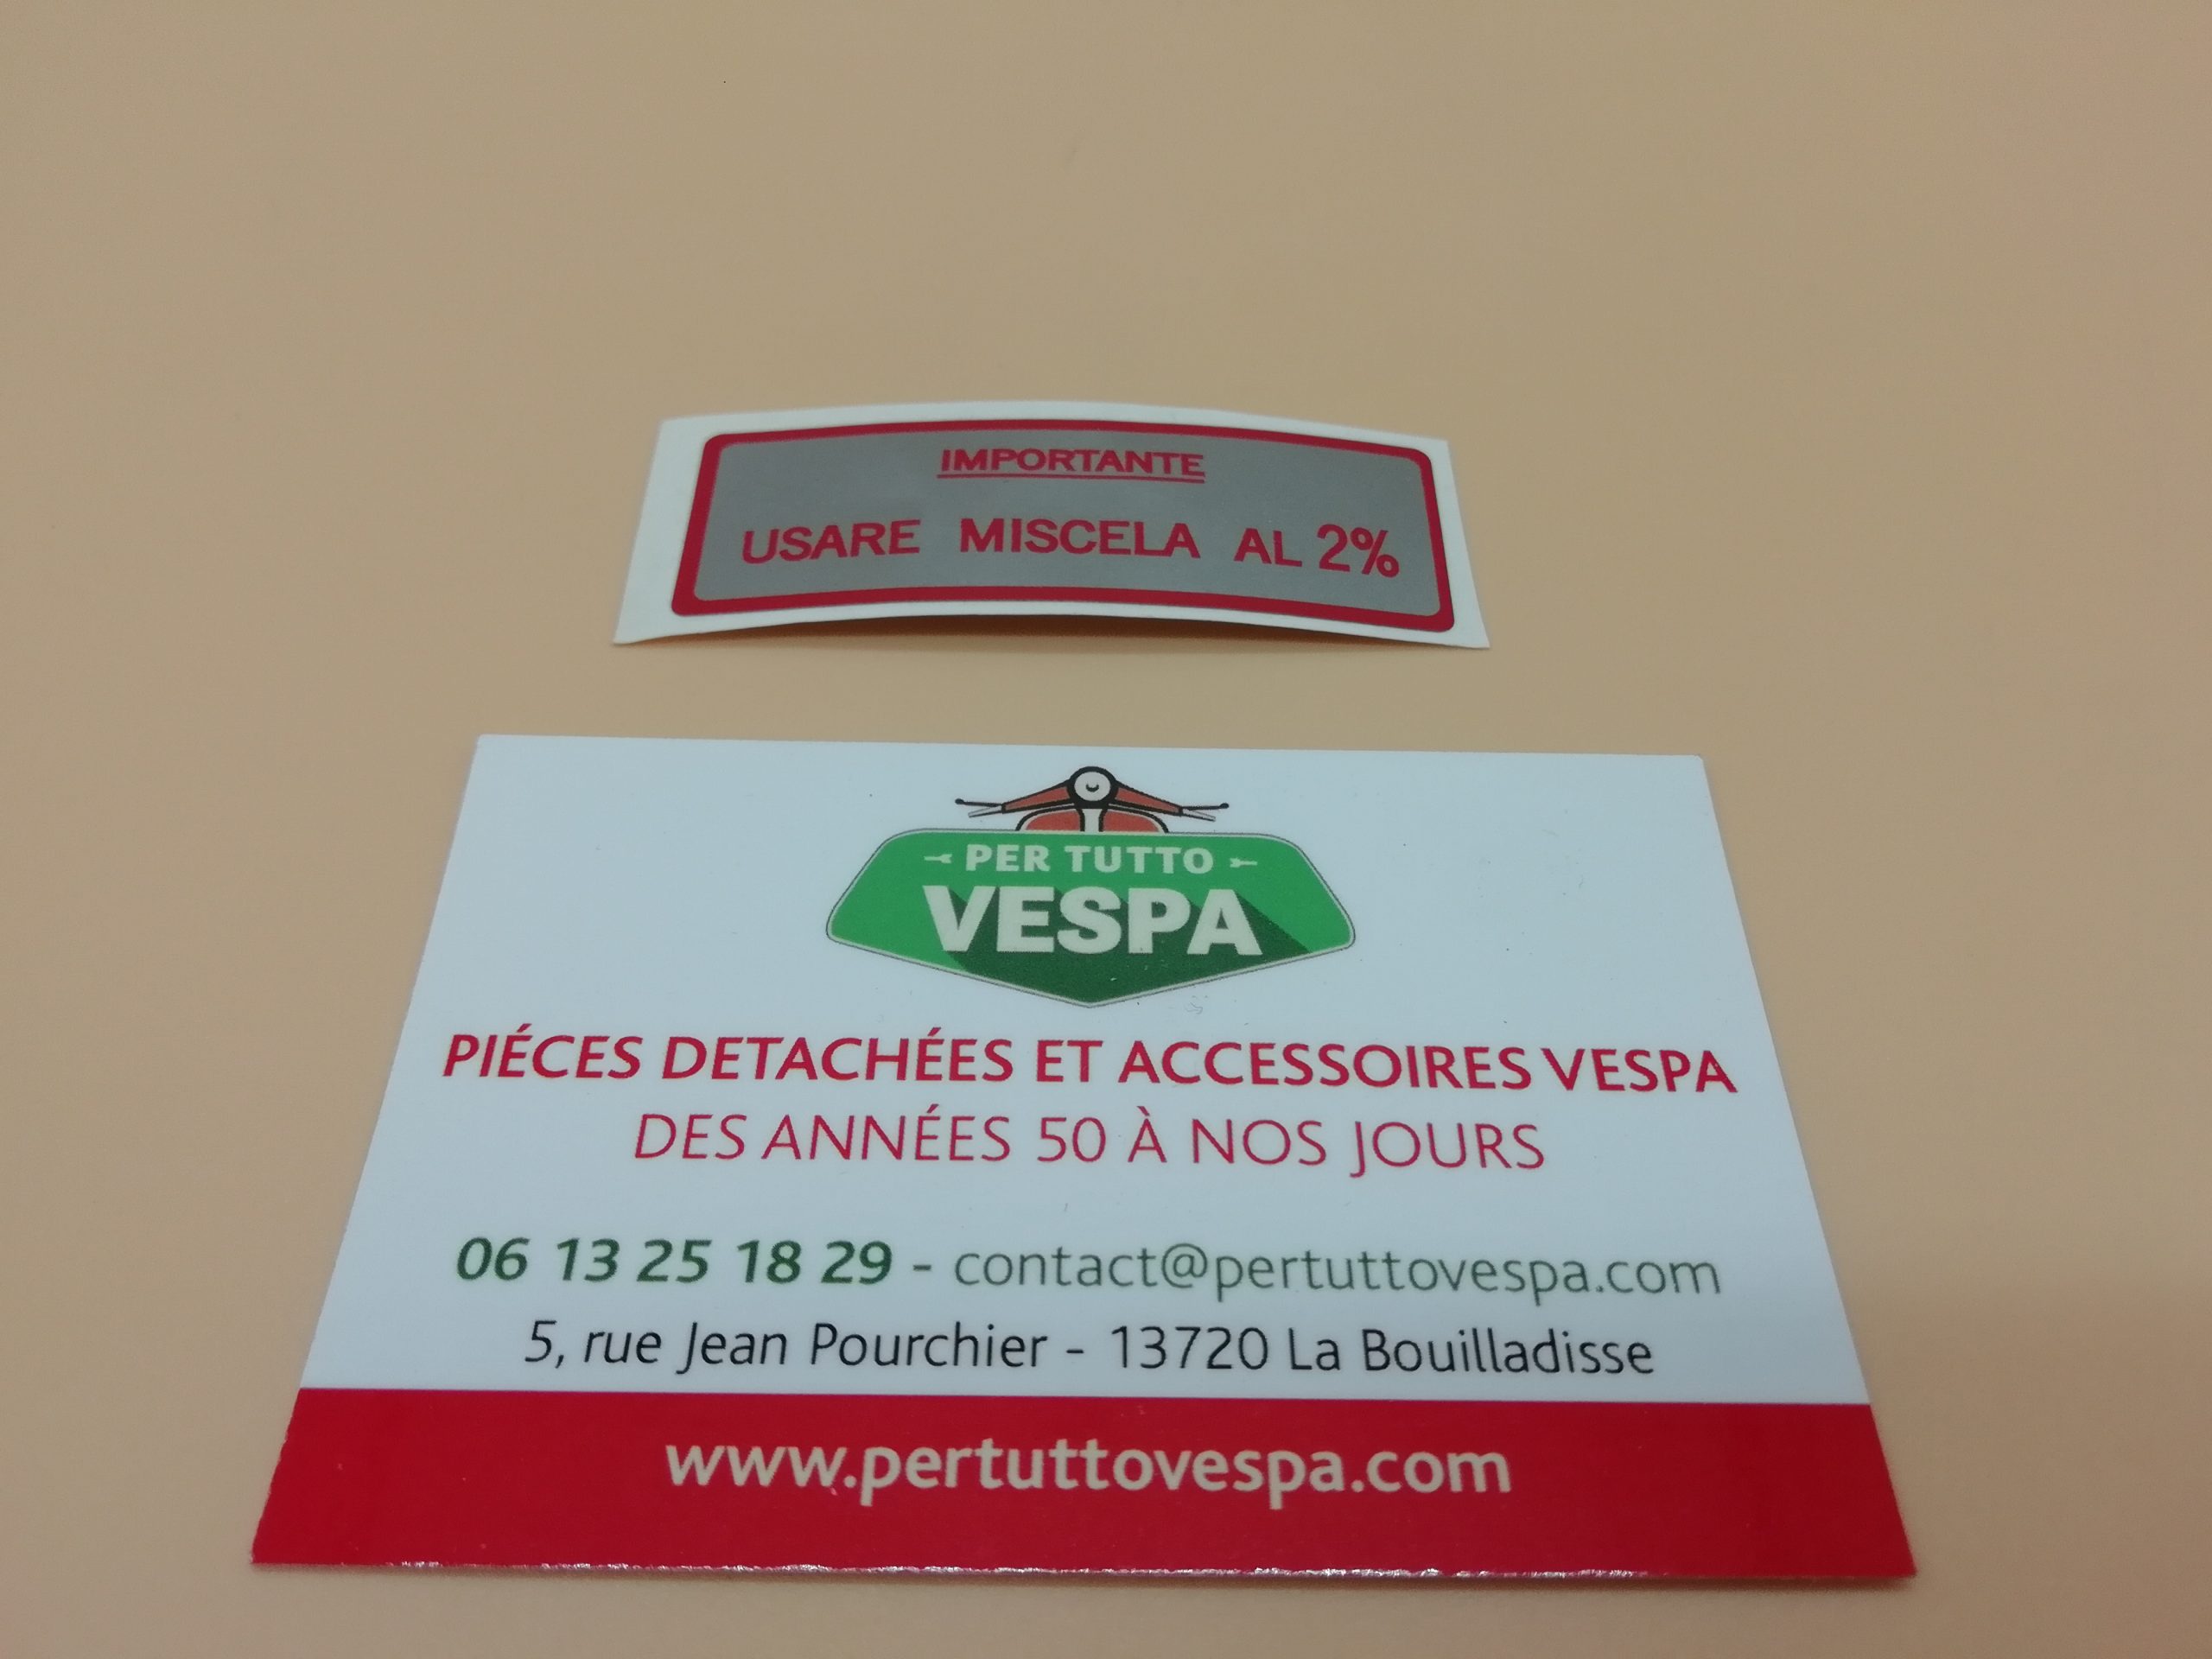 IMPORTANTE
USARE MISCELA AL 2%
PER TUTTO
VESPA
PIÉCES DETACHÉES ET ACCESSOIRES VESPA
DES ANNÉES 50 À NOS JOURS
06 13 25 18 29 - contact@pertuttovespa.com
5, rue Jean Pourchier - 13720 La Bouilladisse
www.pertuttovespa.com